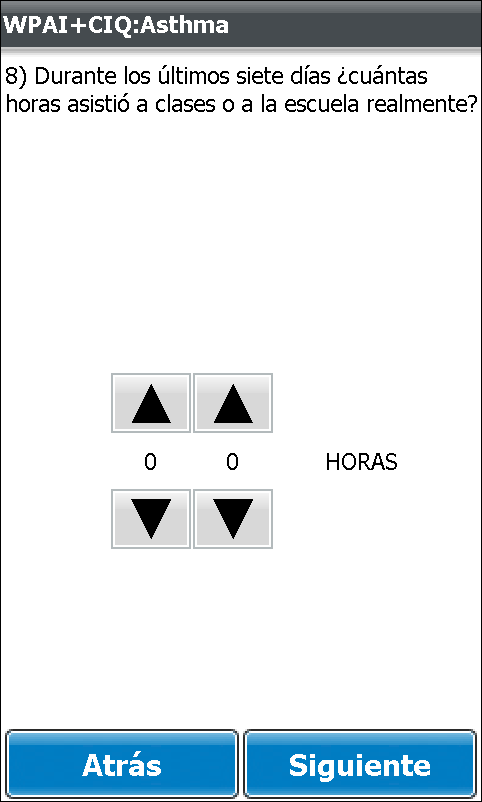 WPAI+CIQ:Asthma
8) Durante los últimos siete días ¿cuántas
horas asistió a clases o a la escuela realmente?
0 0 HORAS
Atrás Siguiente